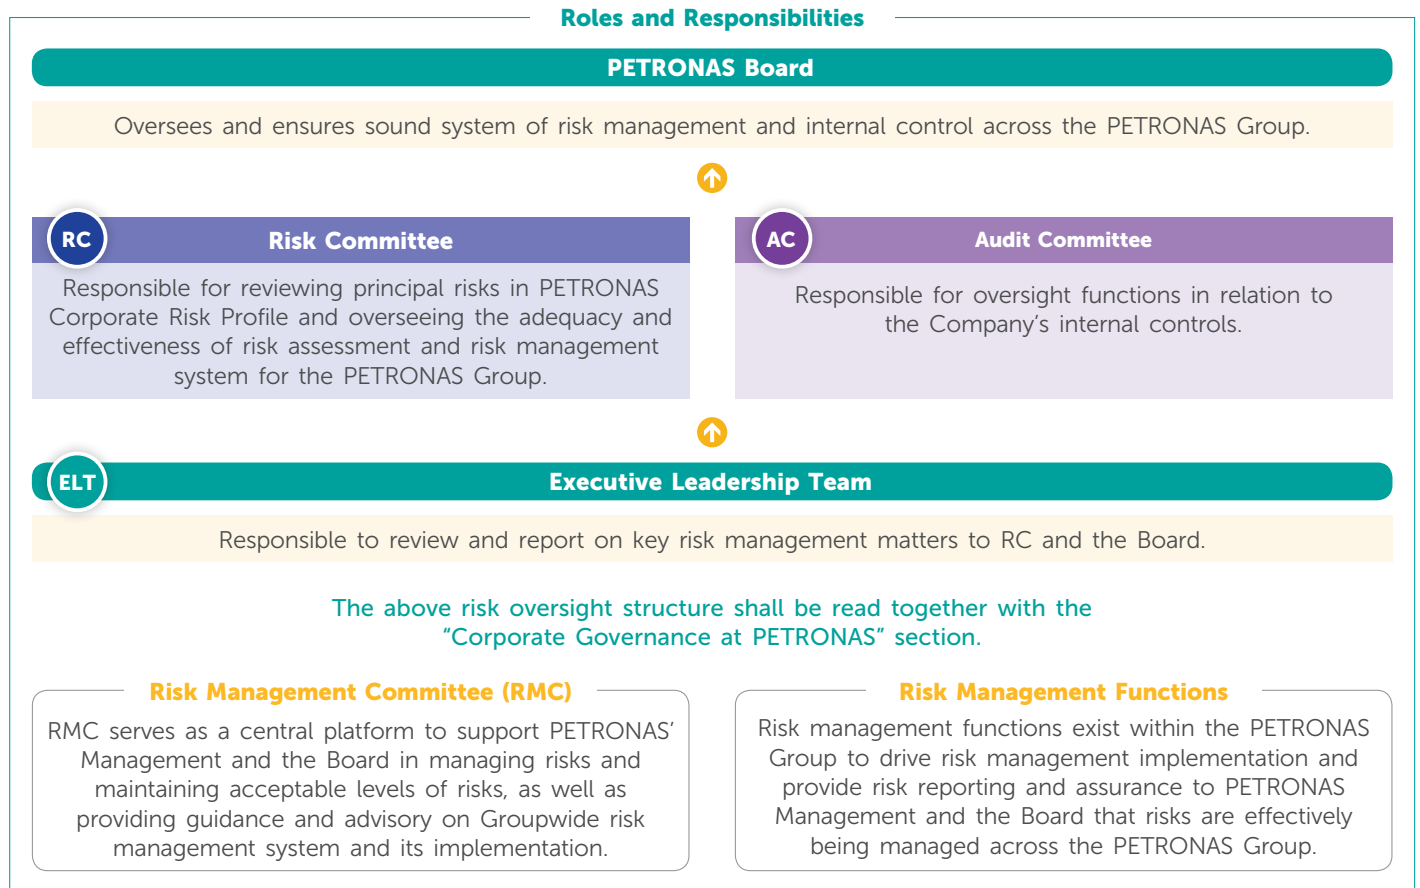 Roles and Responsibilities
PETRONAS Board
Oversees and ensures sound system of risk management and internal control across the PETRONAS Group.
RC
Risk Committee
Responsible for reviewing principal risks in PETRONAS
Corporate Risk Profile and overseeing the adequacy and
effectiveness of risk assessment and risk management
system for the PETRONAS Group.
AC
Audit Committee
Responsible for oversight functions in relation to
the Company’s internal controls.
ELT
Executive Leadership Team
Responsible to review and report on key risk management matters to RC and the Board.
The above risk oversight structure shall be read together with the
“Corporate Governance at PETRONAS” section.
Risk Management Committee (RMC)
RMC serves as a central platform to support PETRONAS’
Management and the Board in managing risks and
maintaining acceptable levels of risks, as well as
providing guidance and advisory on Groupwide risk
management system and its implementation.
Risk Management Functions
Risk management functions exist within the PETRONAS
Group to drive risk management implementation and
provide risk reporting and assurance to PETRONAS
Management and the Board that risks are effectively
being managed across the PETRONAS Group.